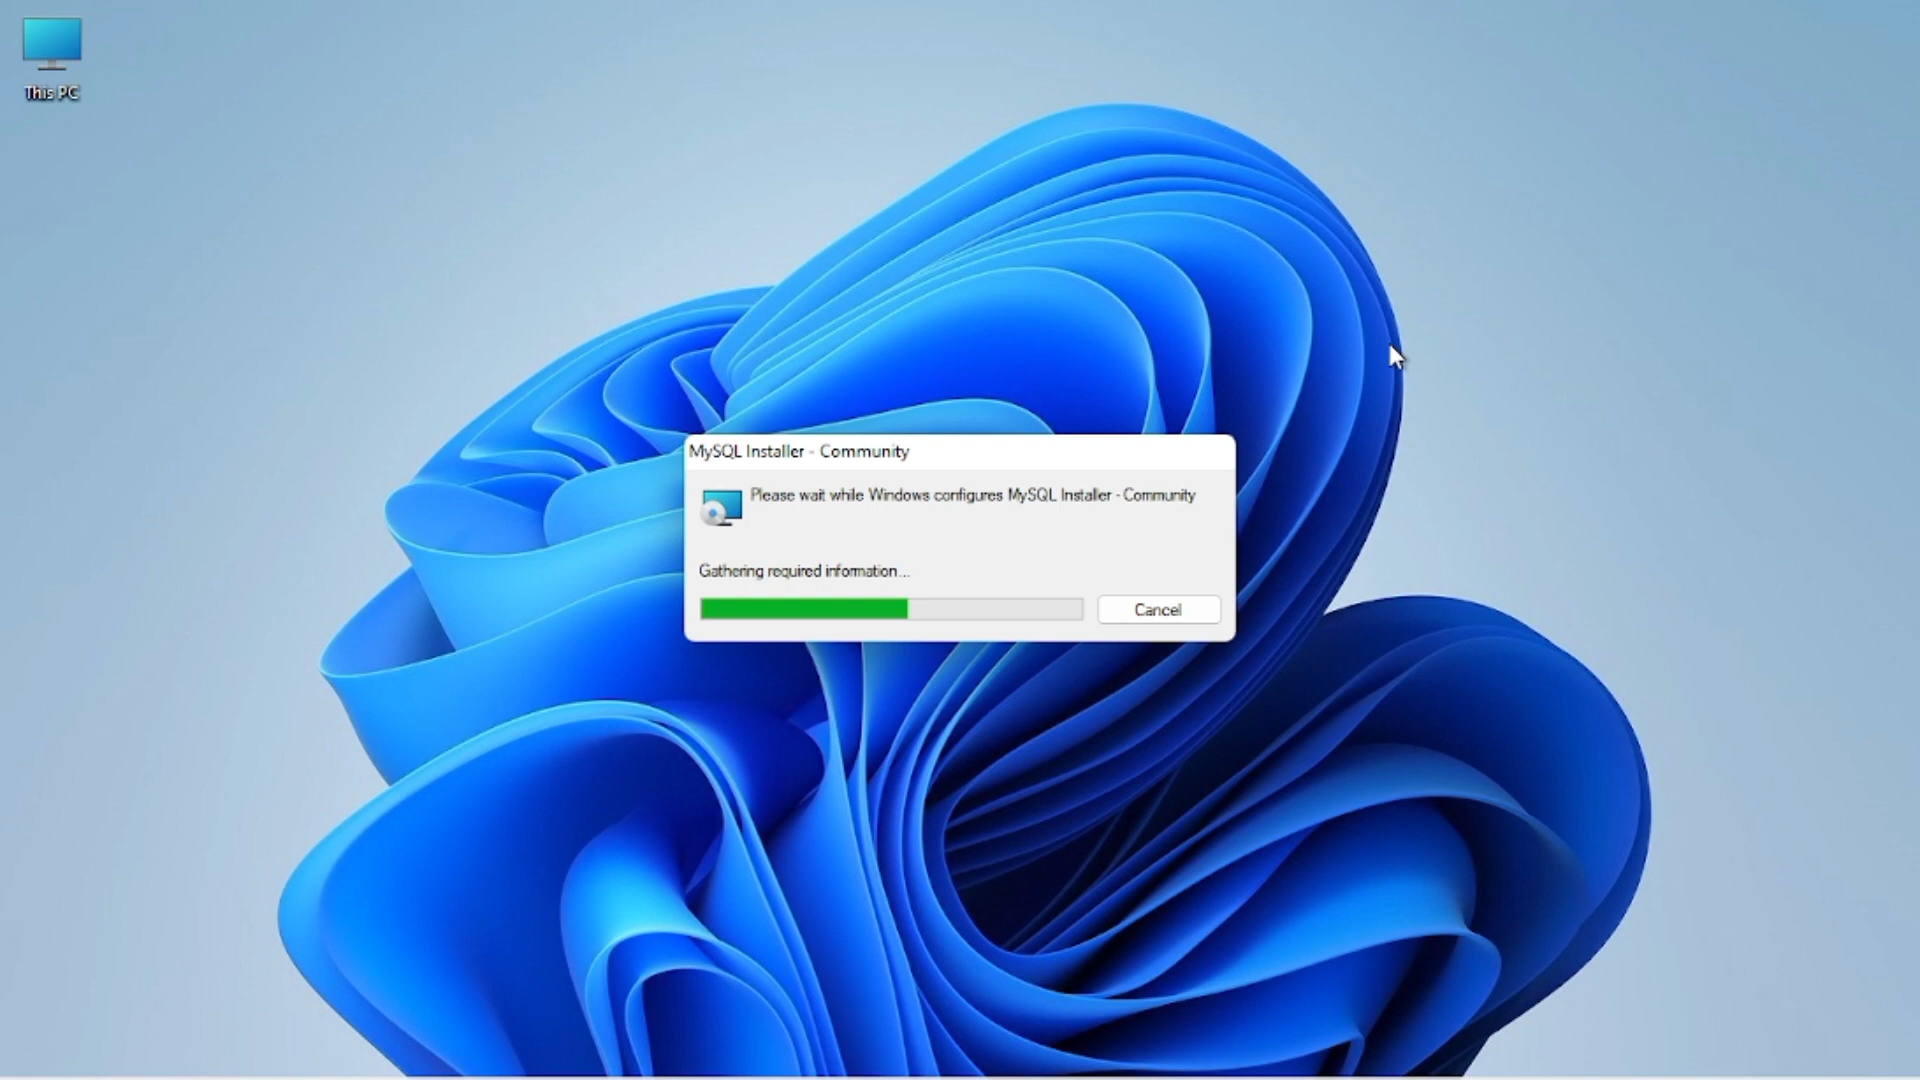 This PC
MySQL Installer - Community
Please wait while Windows configures MySQL Installer - Community
Gathering required information...
Cancel